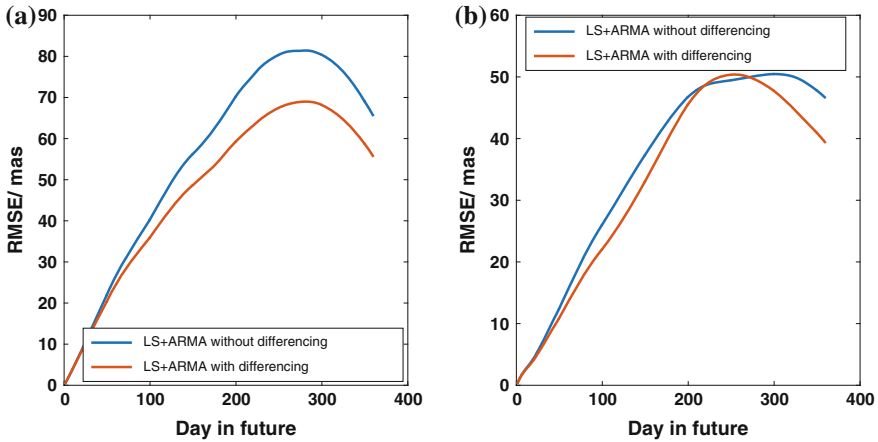 (a)
90
80
70
60
50
40
30
20
10
0
0 100 200 300 400
RMSE/ mas
Day in future
LS+ARMA without differencing
LS+ARMA with differencing
(b)
60
50
40
30
20
10
0
0 100 200 300 400
RMSE/ mas
Day in future
LS+ARMA without differencing
LS+ARMA with differencing